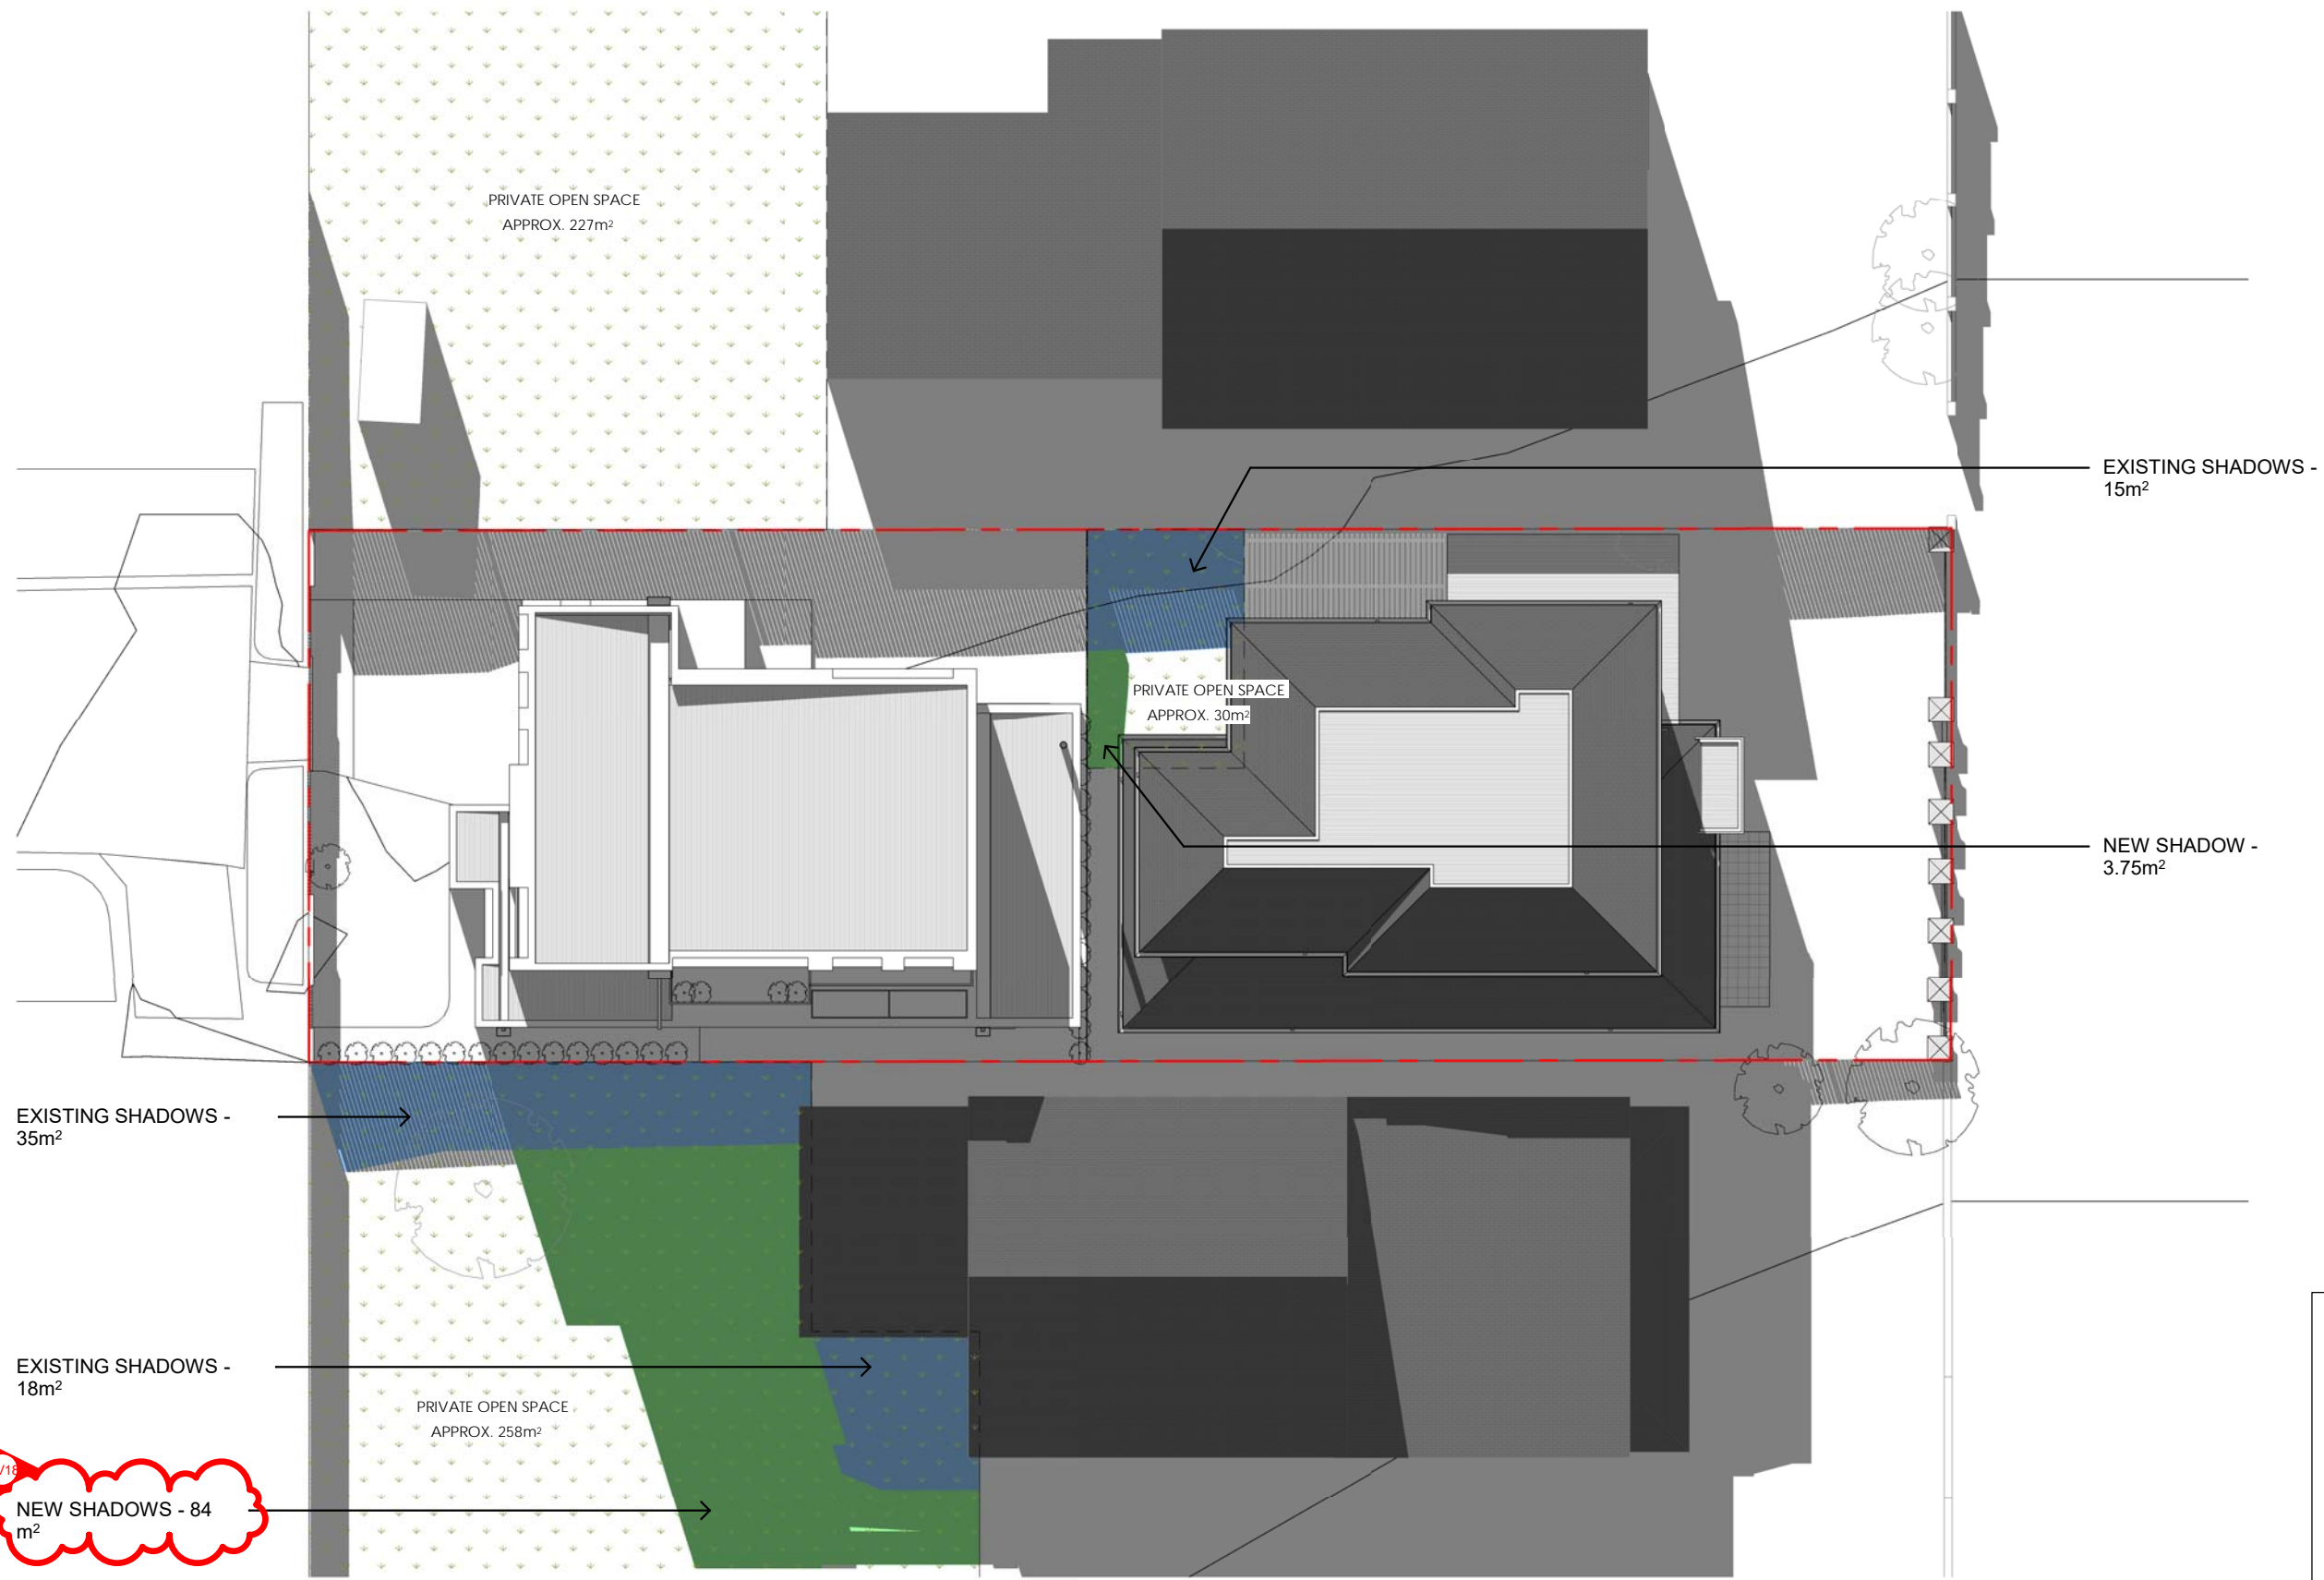 PRIVATE OPEN SPACE
APPROX. 227m²
EXISTING SHADOWS -
15m²
PRIVATE OPEN SPACE
APPROX. 30m²
NEW SHADOW -
3.75m²
EXISTING SHADOWS -
35m²
EXISTING SHADOWS -
18m²
PRIVATE OPEN SPACE
APPROX. 258m²
/18
NEW SHADOWS - 84
m²